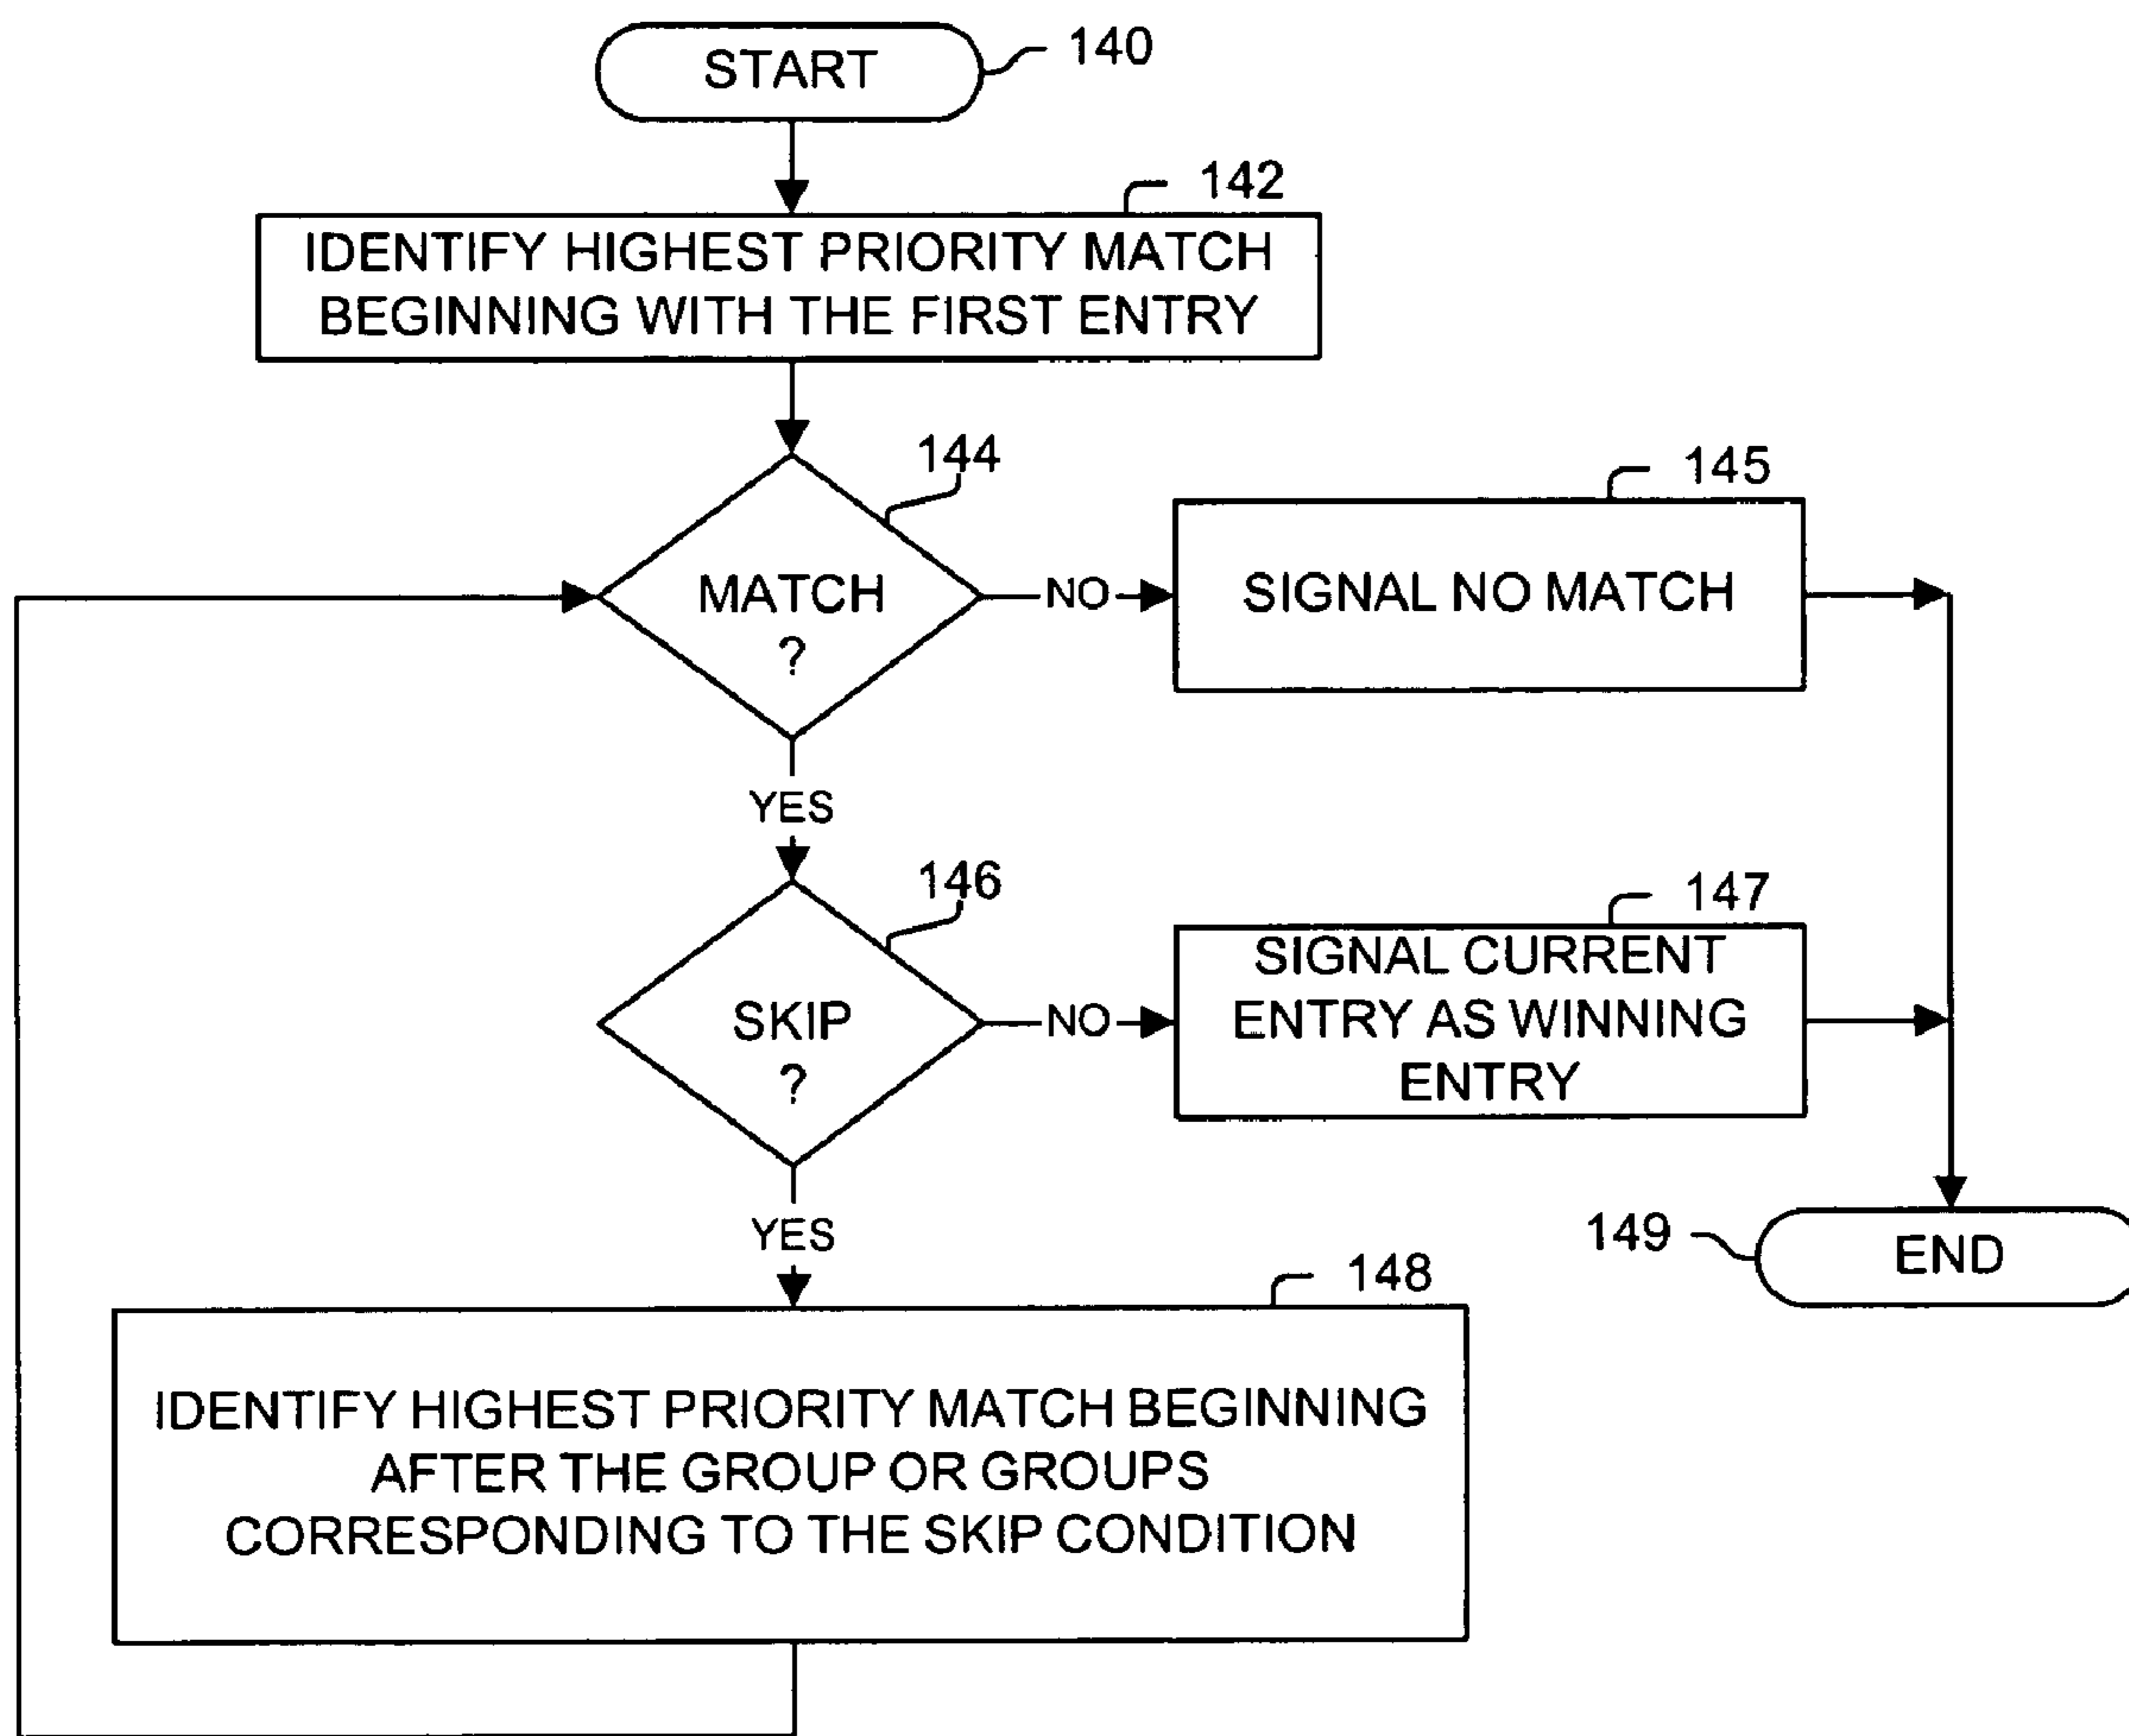 START
140
142
IDENTIFY HIGHEST PRIORITY MATCH
BEGINNING WITH THE FIRST ENTRY
144
MATCH
?
NO
145
SIGNAL NO MATCH
YES
146
SKIP
?
NO
147
SIGNAL CURRENT
ENTRY AS WINNING
ENTRY
YES
149
END
148
IDENTIFY HIGHEST PRIORITY MATCH BEGINNING
AFTER THE GROUP OR GROUPS
CORRESPONDING TO THE SKIP CONDITION